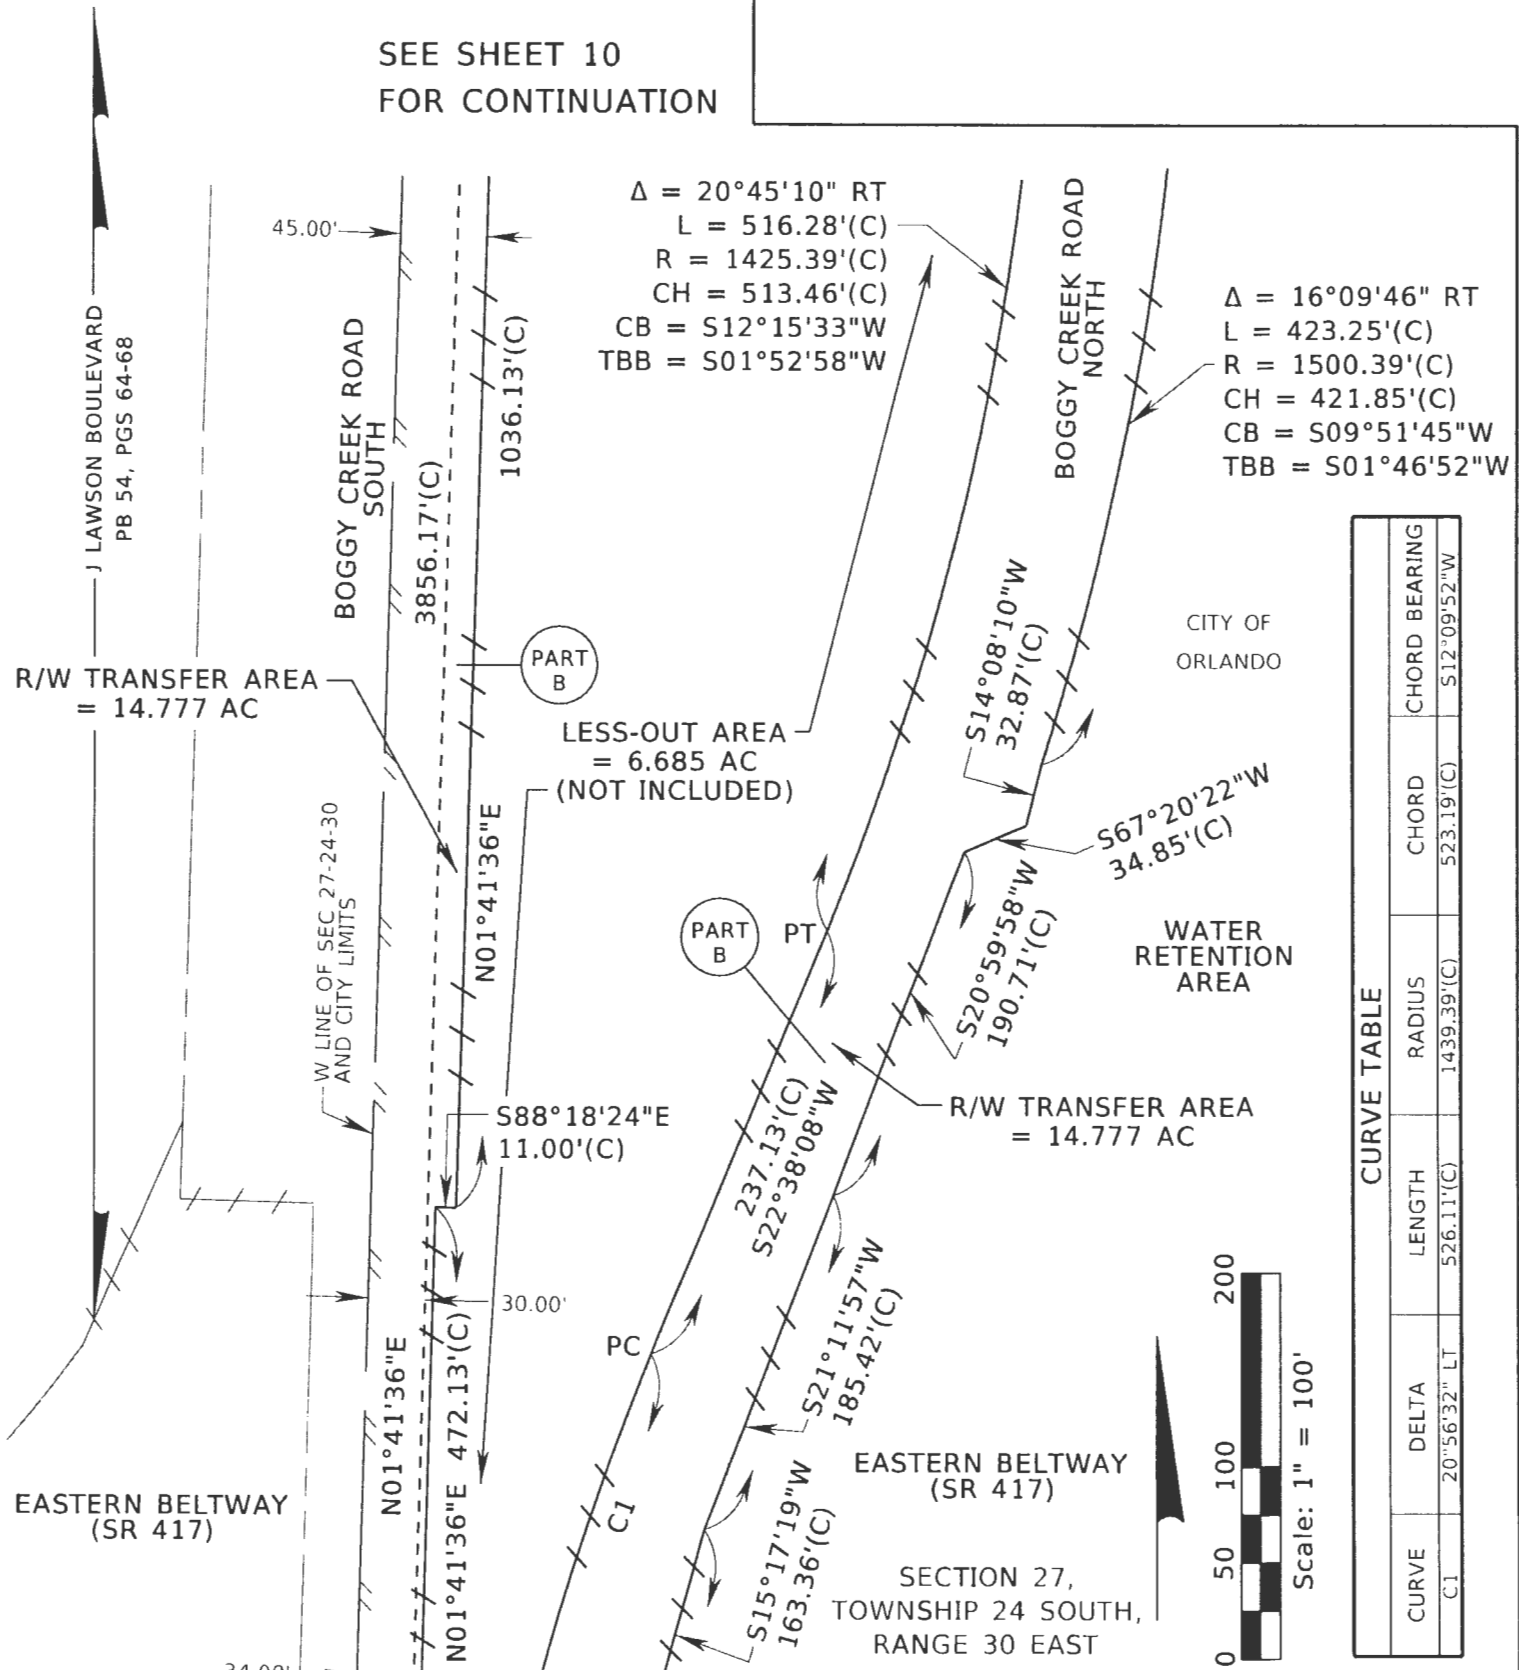 SEE SHEET 10
FOR CONTINUATION
Δ = 20°45'10" RT
L = 516.28'(C)
R = 1425.39'(C)
CH = 513.46'(C)
CB = S12°15'33"W
TBB = S01°52'58"W
45.00'
BOGGY CREEK ROAD
NORTH
Δ = 16°09'46" RT
L = 423.25'(C)
R = 1500.39'(C)
CH = 421.85'(C)
CB = S09°51'45"W
TBB = S01°46'52"W
J LAWSON BOULEVARD
PB 54, PGS 64-68
BOGGY CREEK ROAD
SOUTH
3856.17'(C)
1036.13'(C)
PART
B
R/W TRANSFER AREA
= 14.777 AC
LESS-OUT AREA
= 6.685 AC
(NOT INCLUDED)
S14°08'10"W
32.87'(C)
CITY OF
ORLANDO
S67°20'22"W
34.85'(C)
W LINE OF SEC 27-24-30
AND CITY LIMITS
N01°41'36"E
PART
B
PT
S20°59'58"W
190.71'(C)
WATER
RETENTION
AREA
S88°18'24"E
11.00'(C)
237.13'(C)
S22°38'08"W
R/W TRANSFER AREA
= 14.777 AC
30.00'
PC
S21°11'57"W
185.42'(C)
N01°41'36"E
N01°41'36"E 472.13'(C)
EASTERN BELTWAY
(SR 417)
C1
S15°17'19"W
163.36'(C)
EASTERN BELTWAY
(SR 417)
SECTION 27,
TOWNSHIP 24 SOUTH,
RANGE 30 EAST
0 50 100 200
Scale: 1" = 100'
CURVE TABLE
CURVE DELTA LENGTH RADIUS CHORD CHORD BEARING
C1 20°56'32" LT 526.11'(C) 1439.39'(C) 523.19'(C) S12°09'52"W